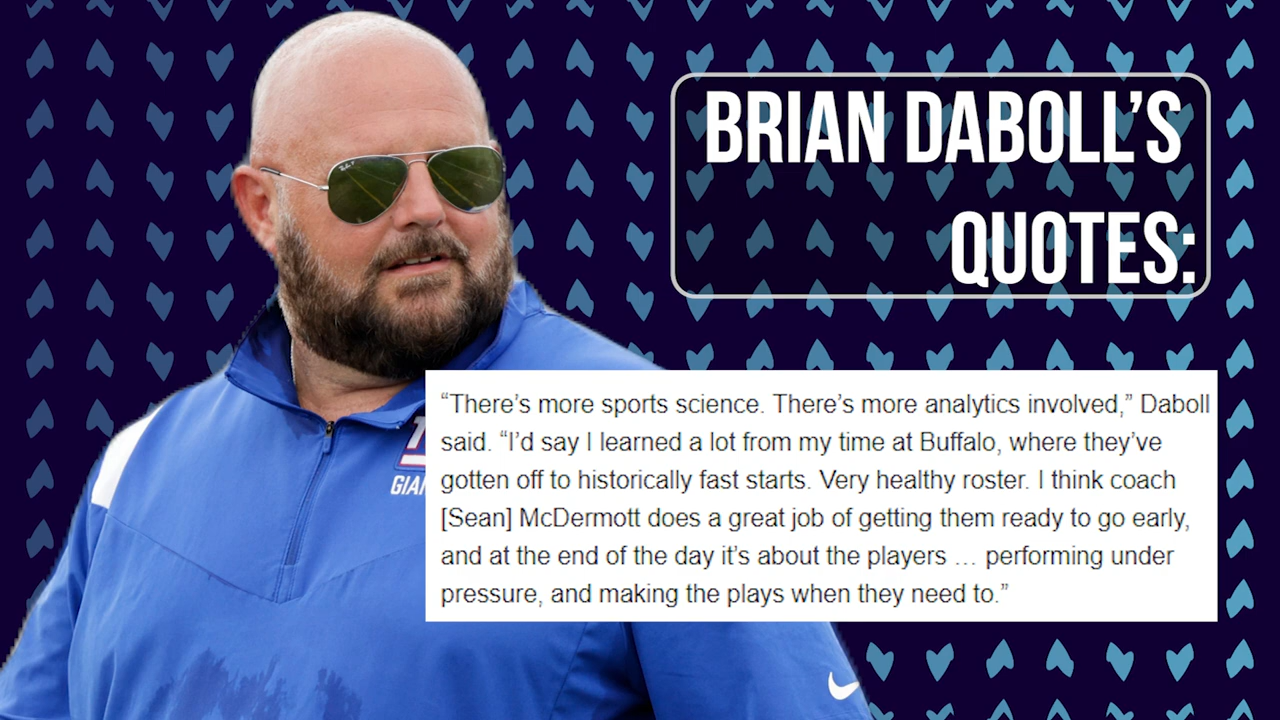 BRIAN DABOLL’S
QUOTES:
“There’s more sports science. There’s more analytics involved,” Daboll
said. “I’d say I learned a lot from my time at Buffalo, where they’ve
gotten off to historically fast starts. Very healthy roster. I think coach
[Sean] McDermott does a great job of getting them ready to go early,
and at the end of the day it’s about the players … performing under
pressure, and making the plays when they need to.”
Ray-Ban
GIAN